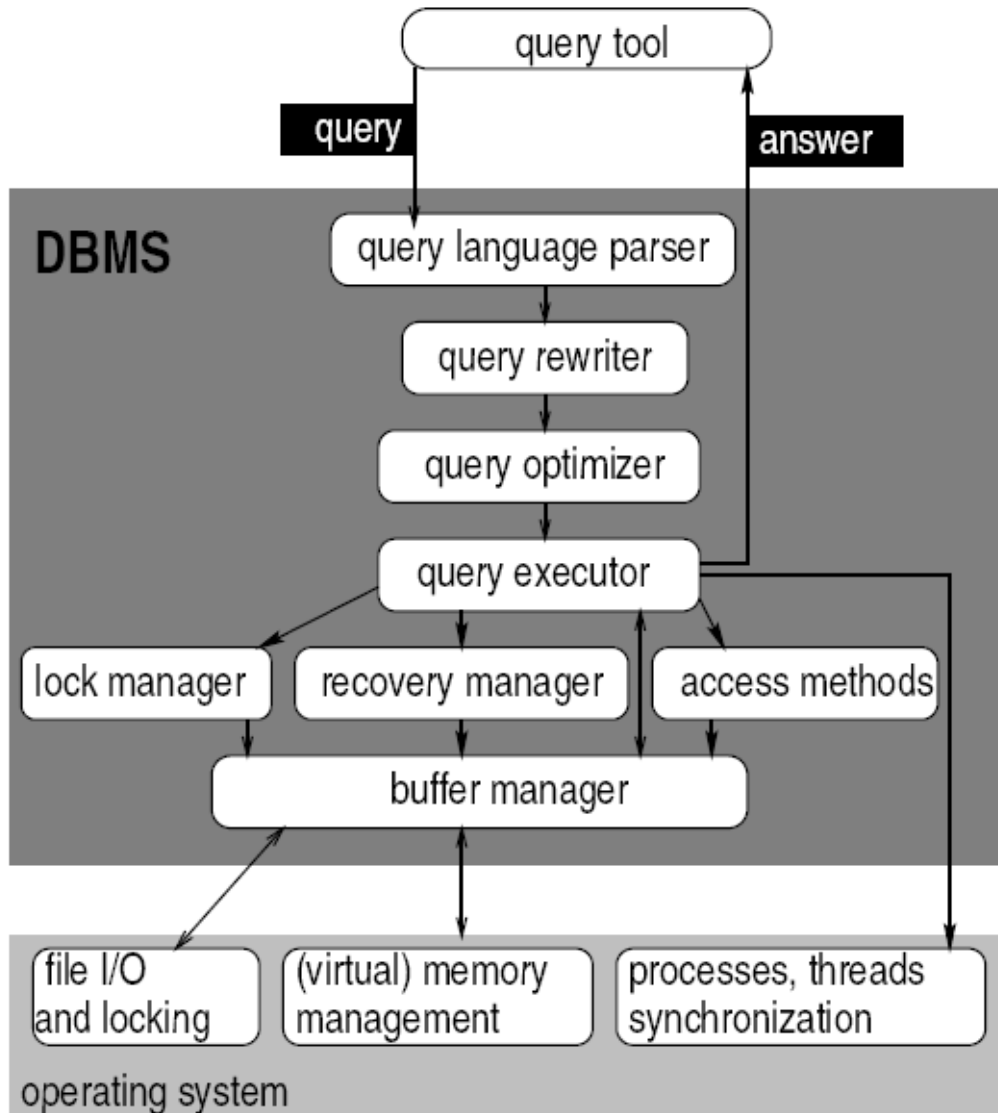 query tool
query
answer
DBMS
query language parser
query rewriter
query optimizer
query executor
lock manager
recovery manager
access methods
buffer manager
file I/O
and locking
(virtual) memory
management
processes, threads
synchronization
operating system